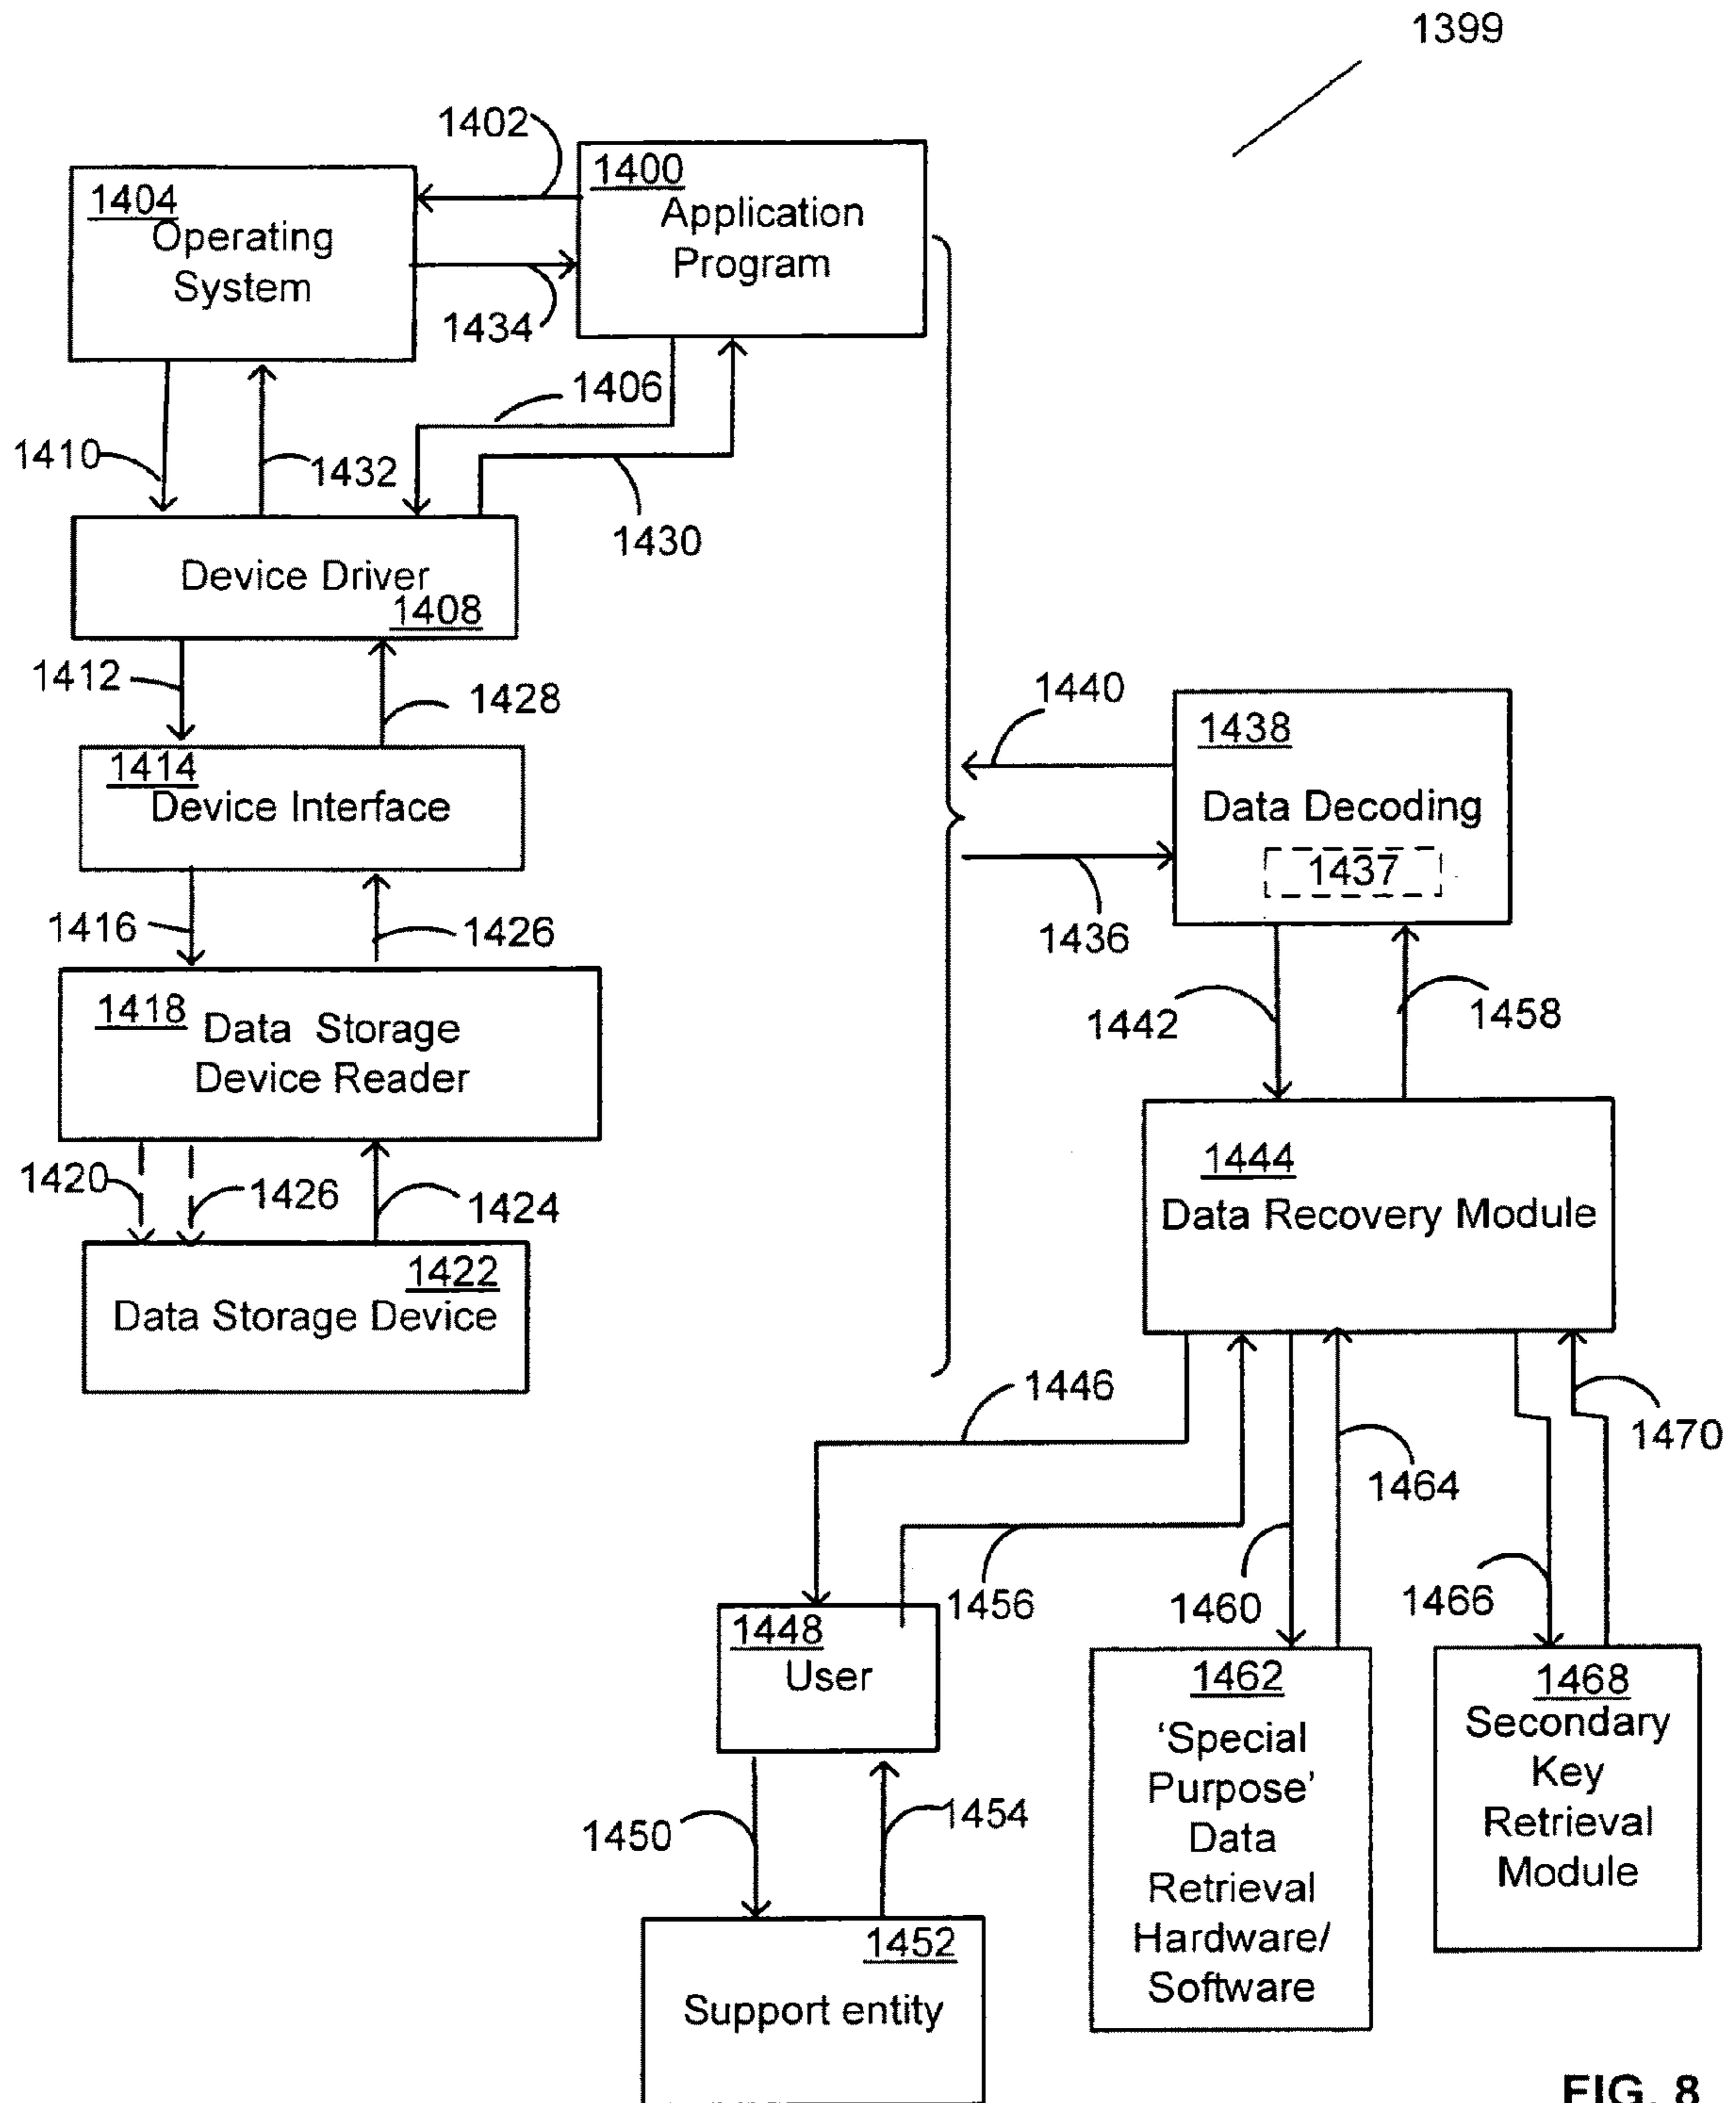 1399
1402
1400
Application
Program
1404
Operating
System
1434
1406
1410
1432
1430
Device Driver
1408
1412
1428
1440
1414
Device Interface
1438
Data Decoding
1437
1416
1426
1436
1418
Data Storage
Device Reader
1442
1458
1420
1426
1424
1444
Data Recovery Module
1422
Data Storage Device
1446
1470
1464
1456
1460
1466
1448
User
1462
'Special
Purpose'
Data
Retrieval
Hardware/
Software
1468
Secondary
Key
Retrieval
Module
1450
1454
1452
Support entity
FIG. 8